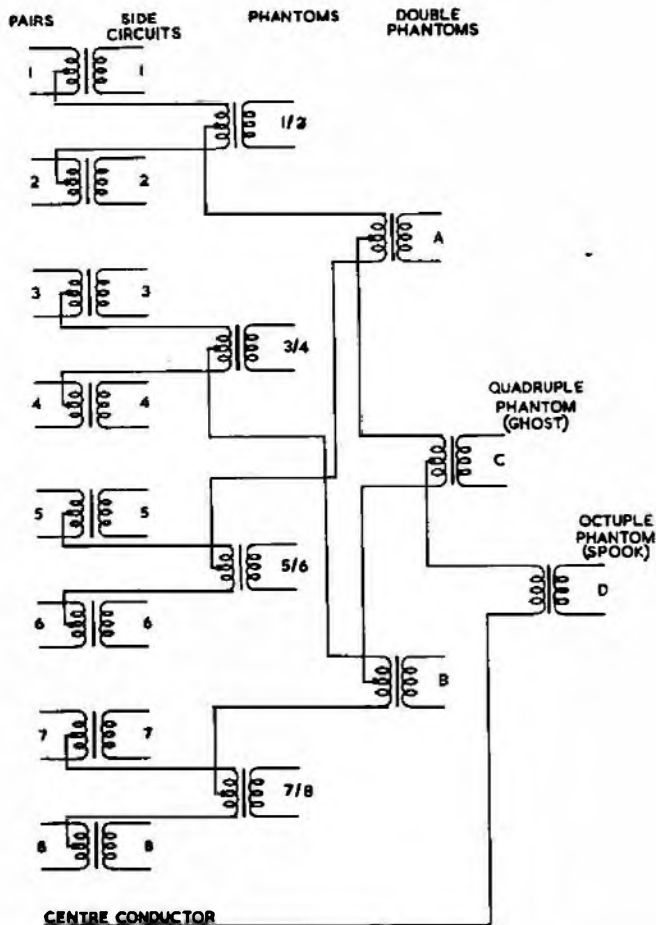 PAIRS
SIDE
CIRCUITS
PHANTOMS
DOUBLE
PHANTOMS
1 1
1/2
2 2
A
3 3
3/4
4 4
QUADRUPLE
PHANTOM
(GHOST)
C
5 5
OCTUPLE
PHANTOM
(SPOOK)
5/6
D
6 6
B
7 7
7/8
8 8
CENTRE CONDUCTOR